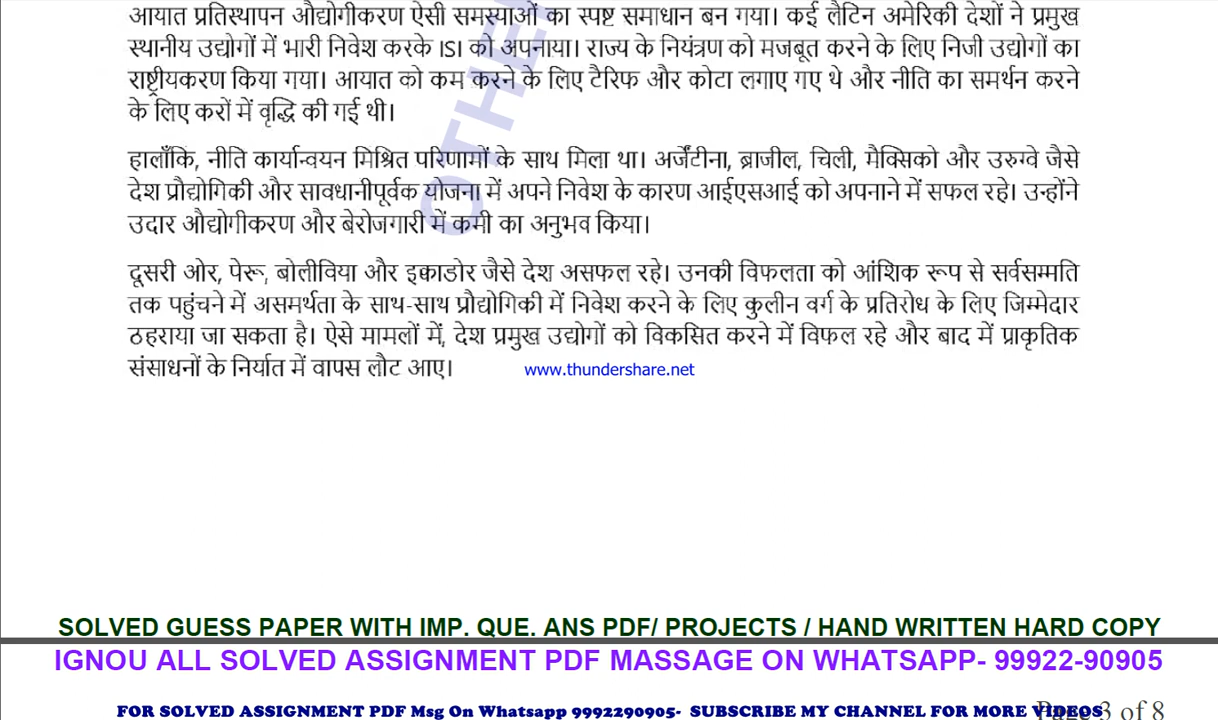 आयात प्रतिस्थापन औद्योगीकरण ऐसी समस्याओं का स्पष्ट समाधान बन गया। कई लैटिन अमेरिकी देशों ने प्रमुख
स्थानीय उद्योगों में भारी निवेश करके ISI को अपनाया। राज्य के नियंत्रण को मजबूत करने के लिए निजी उद्योगों का
राष्ट्रीयकरण किया गया। आयात को कम करने के लिए टैरिफ और कोटा लगाए गए थे और नीति का समर्थन करने
के लिए करों में वृद्धि की गई थी।
हालाँकि, नीति कार्यान्वयन मिश्रित परिणामों के साथ मिला था। अर्जेंटीना, ब्राजील, चिली, मैक्सिको और उरुग्वे जैसे
देश प्रौद्योगिकी और सावधानीपूर्वक योजना में अपने निवेश के कारण आईएसआई को अपनाने में सफल रहे। उन्होंने
उदार औद्योगीकरण और बेरोजगारी में कमी का अनुभव किया।
दूसरी ओर, पेरू, बोलीविया और इक्वाडोर जैसे देश असफल रहे। उनकी विफलता को आंशिक रूप से सर्वसम्मति
तक पहुंचने में असमर्थता के साथ-साथ प्रौद्योगिकी में निवेश करने के लिए कुलीन वर्ग के प्रतिरोध के लिए जिम्मेदार
ठहराया जा सकता है। ऐसे मामलों में, देश प्रमुख उद्योगों को विकसित करने में विफल रहे और बाद में प्राकृतिक
संसाधनों के निर्यात में वापस लौट आए।
www.thundershare.net
OTHE
SOLVED GUESS PAPER WITH IMP. QUE. ANS PDF/ PROJECTS / HAND WRITTEN HARD COPY
IGNOU ALL SOLVED ASSIGNMENT PDF MASSAGE ON WHATSAPP- 99922-90905
FOR SOLVED ASSIGNMENT PDF Msg On Whatsapp 9992290905- SUBSCRIBE MY CHANNEL FOR MORE VIDEOS
Page 3 of 8